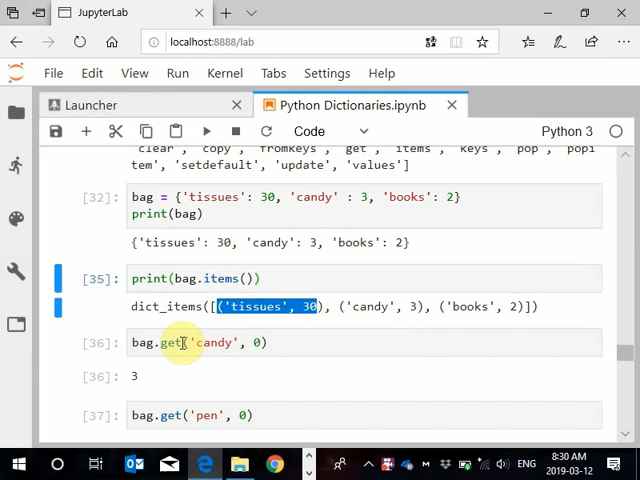 JupyterLab
localhost:8888/lab
File Edit View Run Kernel Tabs Settings Help
Launcher
Python Dictionaries.ipynb
Code
Python 3
'clear', 'copy', 'fromkeys', 'get', 'items', 'keys', 'pop', 'popi
tem', 'setdefault', 'update', 'values']
[32]: bag = {'tissues': 30, 'candy' : 3, 'books': 2}
print(bag)
{'tissues': 30, 'candy': 3, 'books': 2}
[35]: print(bag.items())
dict_items([('tissues', 30), ('candy', 3), ('books', 2)])
[36]: bag.get('candy', 0)
[36]: 3
[37]: bag.get('pen', 0)
ENG
8:30 AM
2019-03-12